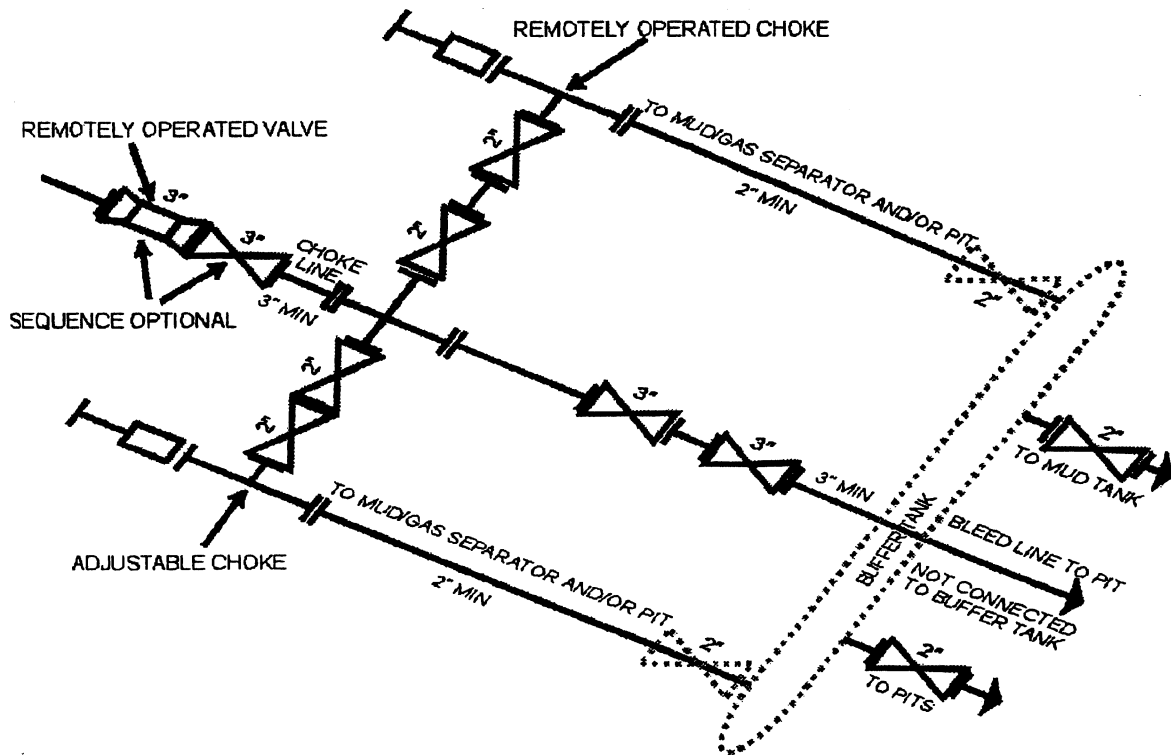 REMOTELY OPERATED CHOKE
REMOTELY OPERATED VALVE
TO MUD/GAS SEPARATOR AND/OR PIT
2" MIN
2"
2"
3"
3"
CHOKE
LINE
3" MIN
SEQUENCE OPTIONAL
2"
2"
2"
3"
3"
3" MIN
2"
TO MUD TANK
BUFFER TANK
BLEED LINE TO PIT
NOT CONNECTED
TO BUFFER TANK
ADJUSTABLE CHOKE
TO MUD/GAS SEPARATOR AND/OR PIT
2" MIN
2"
2"
TO PITS